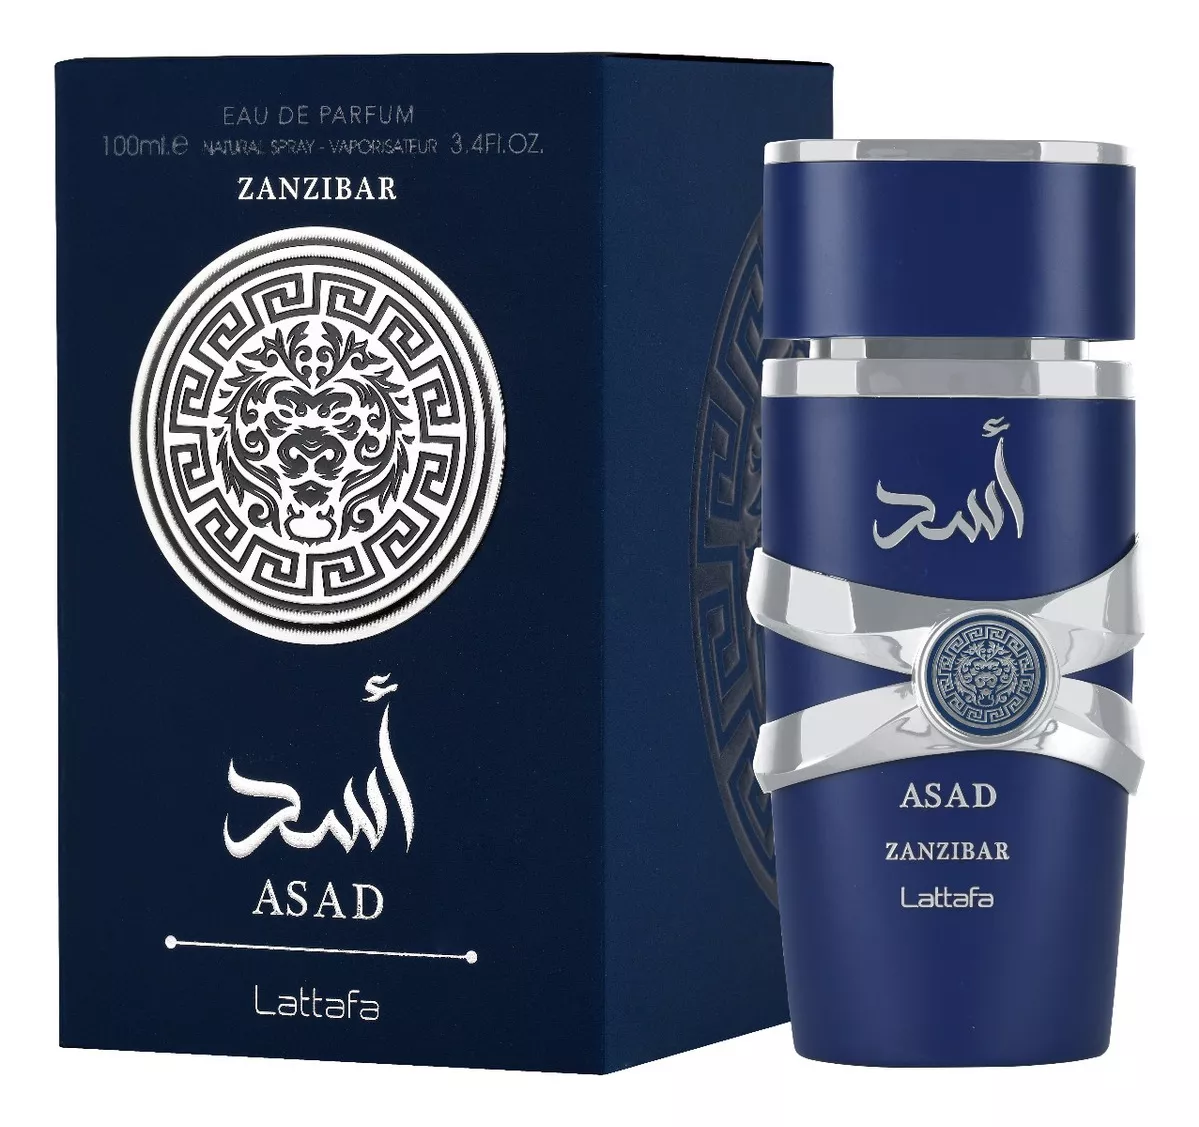 EAU DE PARFUM
100ml.e NATURAL SPRAY - VAPORISATEUR 3.4Fl.OZ.
ZANZIBAR
أسد
ASAD
Lattafa
أسد
ASAD
ZANZIBAR
Lattafa